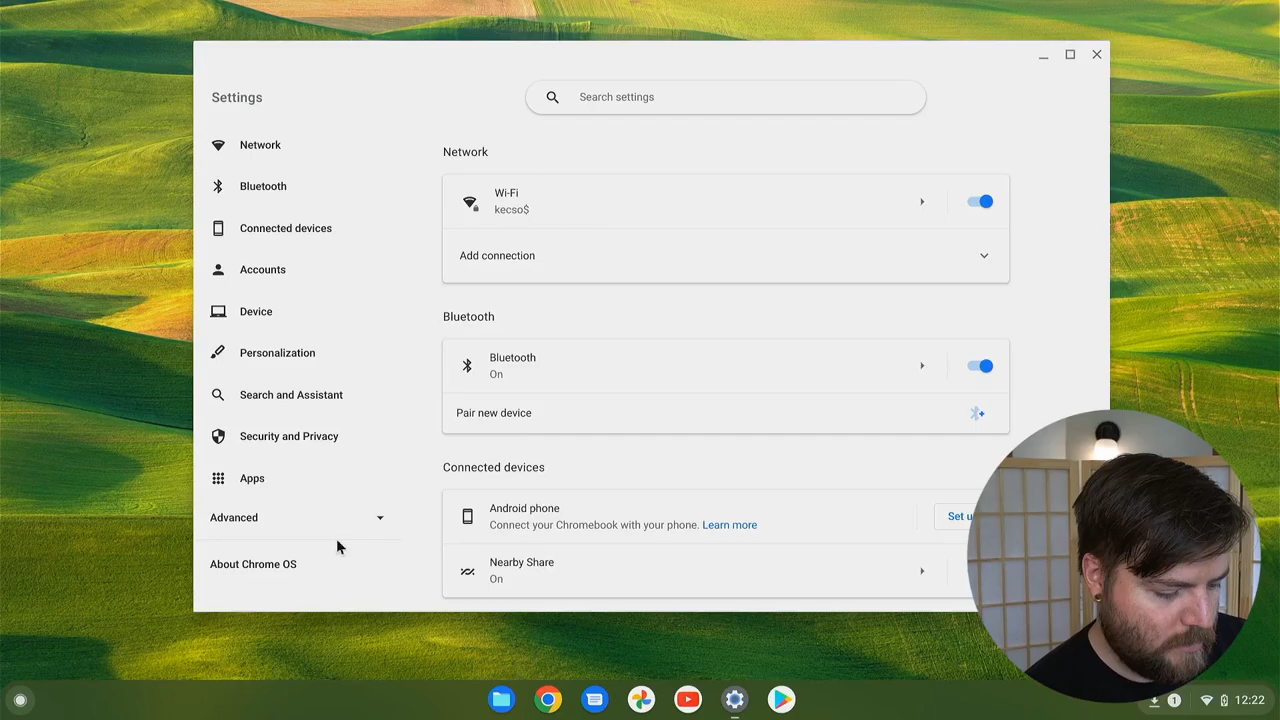 Settings
Search settings
Network
Bluetooth
Connected devices
Accounts
Device
Personalization
Search and Assistant
Security and Privacy
Apps
Advanced
About Chrome OS
Network
Wi-Fi
kecso$
Add connection
Bluetooth
Bluetooth
On
Pair new device
Connected devices
Android phone
Connect your Chromebook with your phone. Learn more
Set u
Nearby Share
On
1
12:22